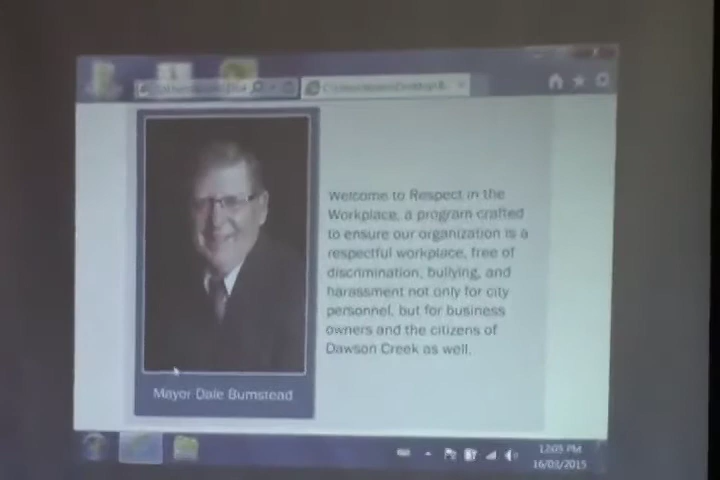 Welcome to Respect in the
Workplace, a program crafted
to ensure our organization is a
respectful workplace, free of
discrimination, bullying, and
harassment not only for city
personnel, but for business
owners and the citizens of
Dawson Creek as well.
Mayor Dale Bumstead
12:05 PM
16/03/2015